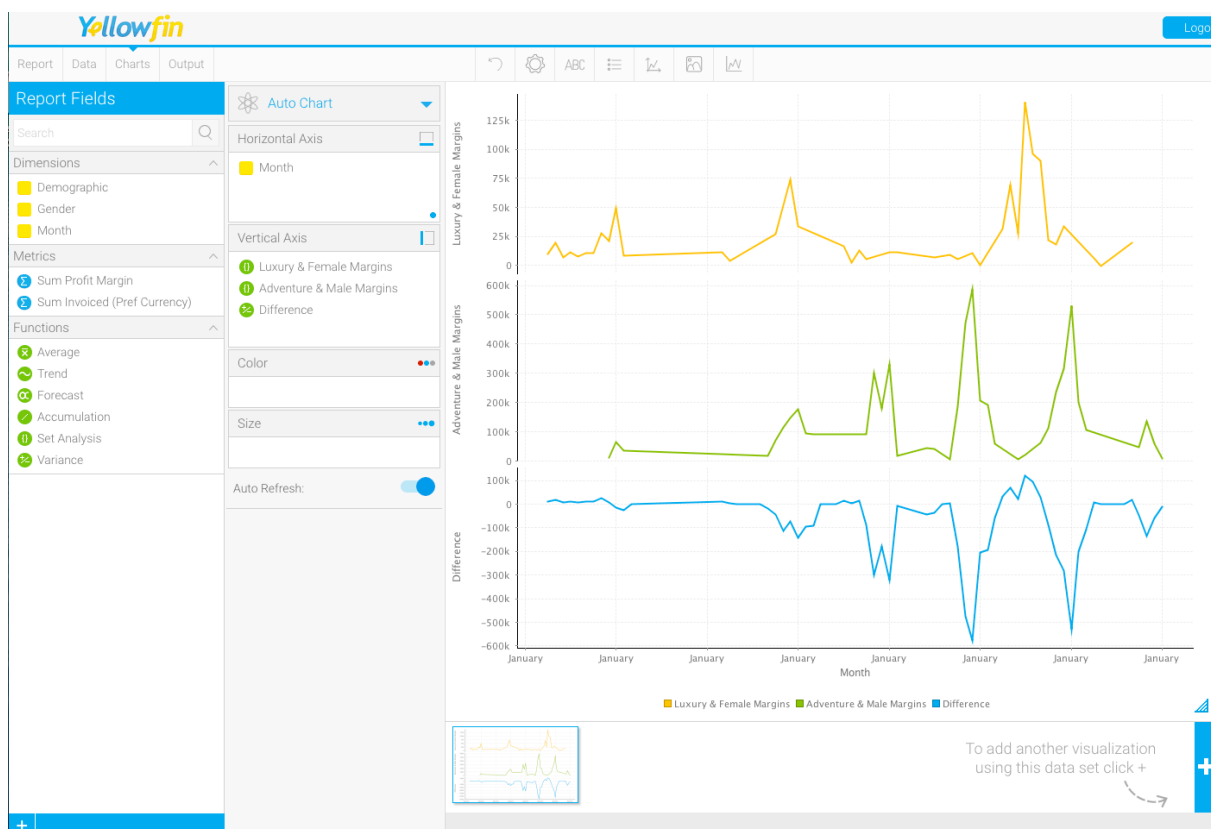 Yellowfin
Logo
Report Data Charts Output
ABC
Report Fields
Search
Dimensions
Demographic
Gender
Month
Metrics
Sum Profit Margin
Sum Invoiced (Pref Currency)
Functions
Average
Trend
Forecast
Accumulation
Set Analysis
Variance
Auto Chart
Horizontal Axis
Month
Vertical Axis
Luxury & Female Margins
Adventure & Male Margins
Difference
Color
Size
Auto Refresh:
Luxury & Female Margins
125k
100k
75k
50k
25k
0
Adventure & Male Margins
600k
500k
400k
300k
200k
100k
0
Difference
100k
0
−100k
−200k
−300k
−400k
−500k
−600k
January January January January January January January January
Month
Luxury & Female Margins Adventure & Male Margins Difference
To add another visualization
using this data set click +